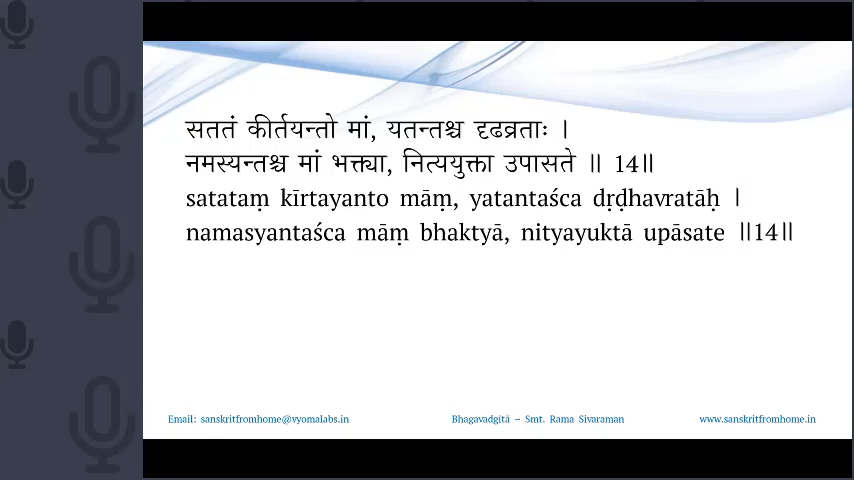 सततं कीर्तयन्तो मां, यतन्तश्च दृढव्रताः ।
नमस्यन्तश्च मां भक्त्या, नित्ययुक्ता उपासते ॥ 14॥
satataṃ kīrtayanto māṃ, yatantaśca dṛḍhavratāḥ ।
namasyantaśca māṃ bhaktyā, nityayuktā upāsate ॥14॥
Email: sanskritfromhome@vyomalabs.in Bhagavadgītā – Smt. Rama Sivaraman www.sanskritfromhome.in